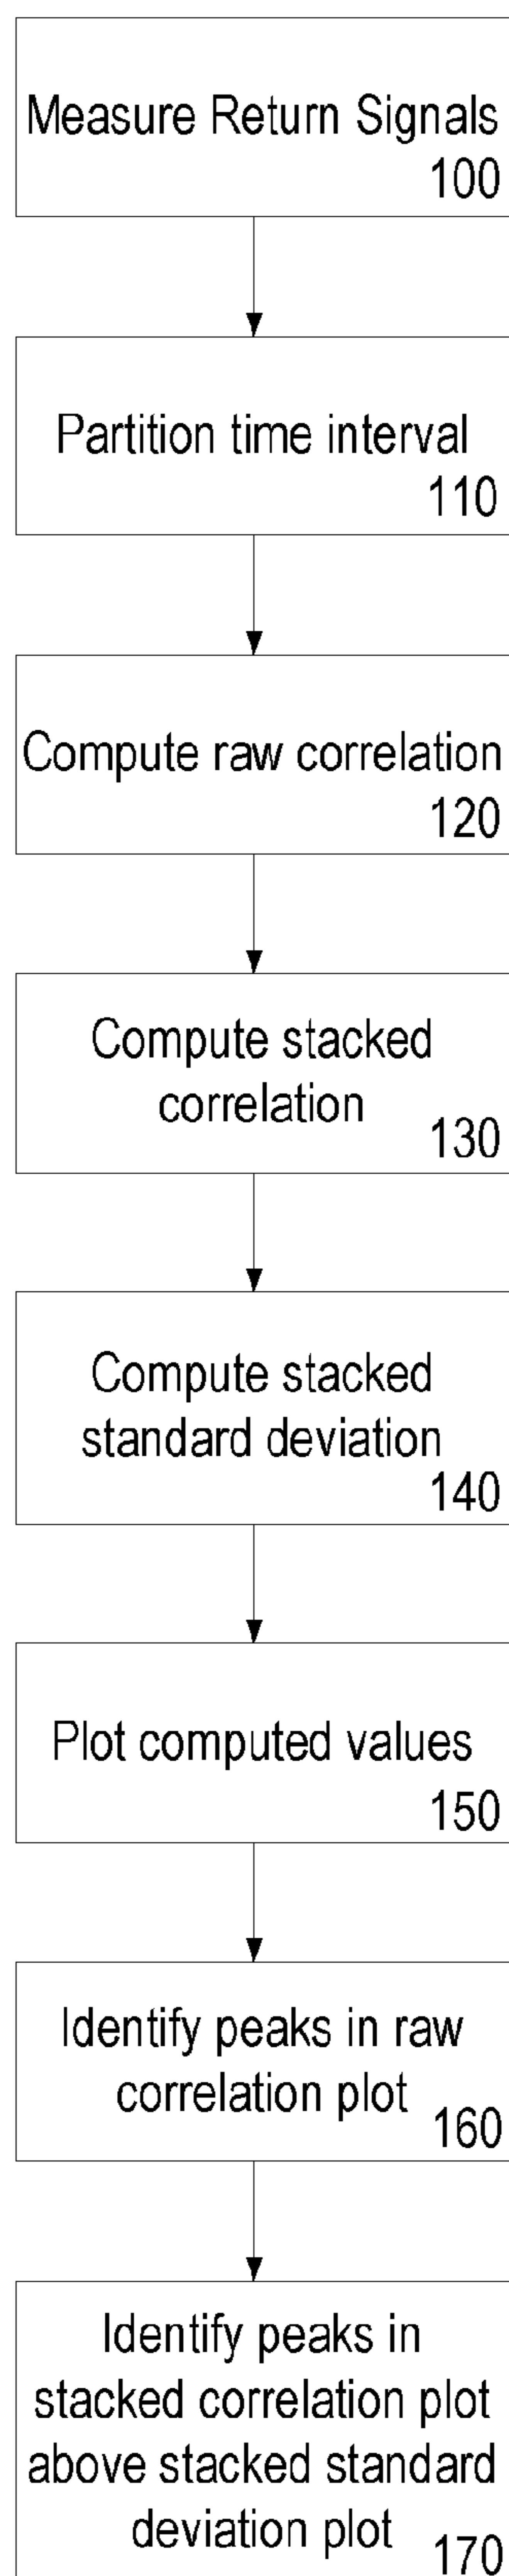 Measure Return Signals
100
Partition time interval
110
Compute raw correlation
120
Compute stacked
correlation
130
Compute stacked
standard deviation
140
Plot computed values
150
Identify peaks in raw
correlation plot
160
Identify peaks in
stacked correlation plot
above stacked standard
deviation plot
170